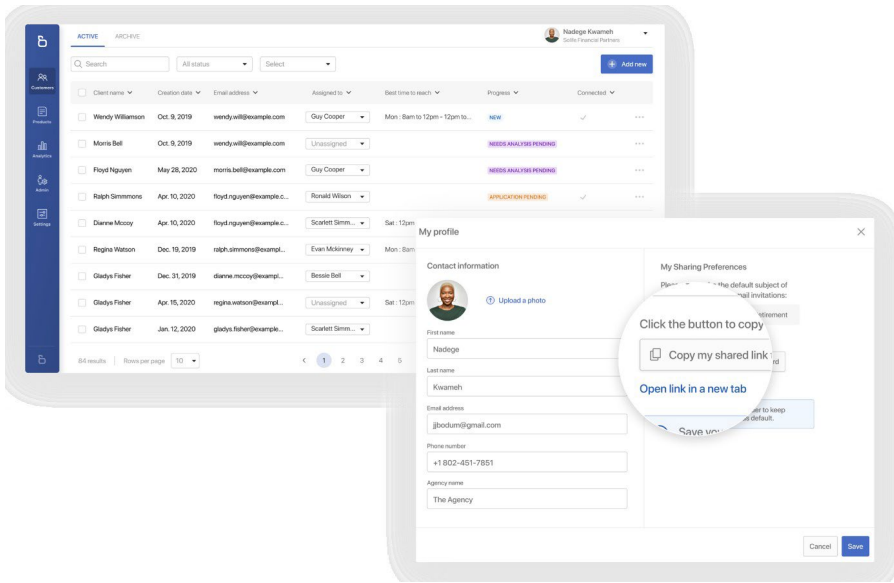 ACTIVE ARCHIVE
Nadege Kwameh
Seilifs Financial Partners
Search All status Select Add new
Customers
Products
Analytics
Admin
Settings
Client name Creation date Email address Assigned to Best time to reach Progress Connected
Wendy Williamson Oct. 9, 2019 wendy.will@example.com Guy Cooper Mon : 8am to 12pm - 12pm to... NEW
Morris Bell Oct. 9, 2019 wendy.will@example.com Unassigned NEEDS ANALYSIS PENDING
Floyd Nguyen May 28, 2020 morris.bell@example.com Guy Cooper NEEDS ANALYSIS PENDING
Ralph Simmmons Apr. 10, 2020 floyd.nguyen@example.c... Ronald Wilson APPLICATION PENDING
Dianne Mccoy Apr. 10, 2020 floyd.nguyen@example.c... Scarlett Simm... Sat : 12pm
Regina Watson Dec. 19, 2019 ralph.simmons@exampl... Evan Mckinney Mon : 8am
Gladys Fisher Dec. 31, 2019 dianne.mccoy@exampl... Bessie Bell
Gladys Fisher Apr. 15, 2020 regina.watson@exampl... Unassigned Sat : 12pm
Gladys Fisher Jan. 12, 2020 gladys.fisher@example... Scarlett Simm...
84 results Rows per page 10 1 2 3 4 5
My profile
Contact information
Upload a photo
First name
Nadege
Last name
Kwameh
Email address
jjbodum@gmail.com
Phone number
+1 802-451-7851
Agency name
The Agency
My Sharing Preferences
the default subject of
invitations:
Click the button to copy
Copy my shared link
Open link in a new tab
to keep
default.
Save
Cancel Save